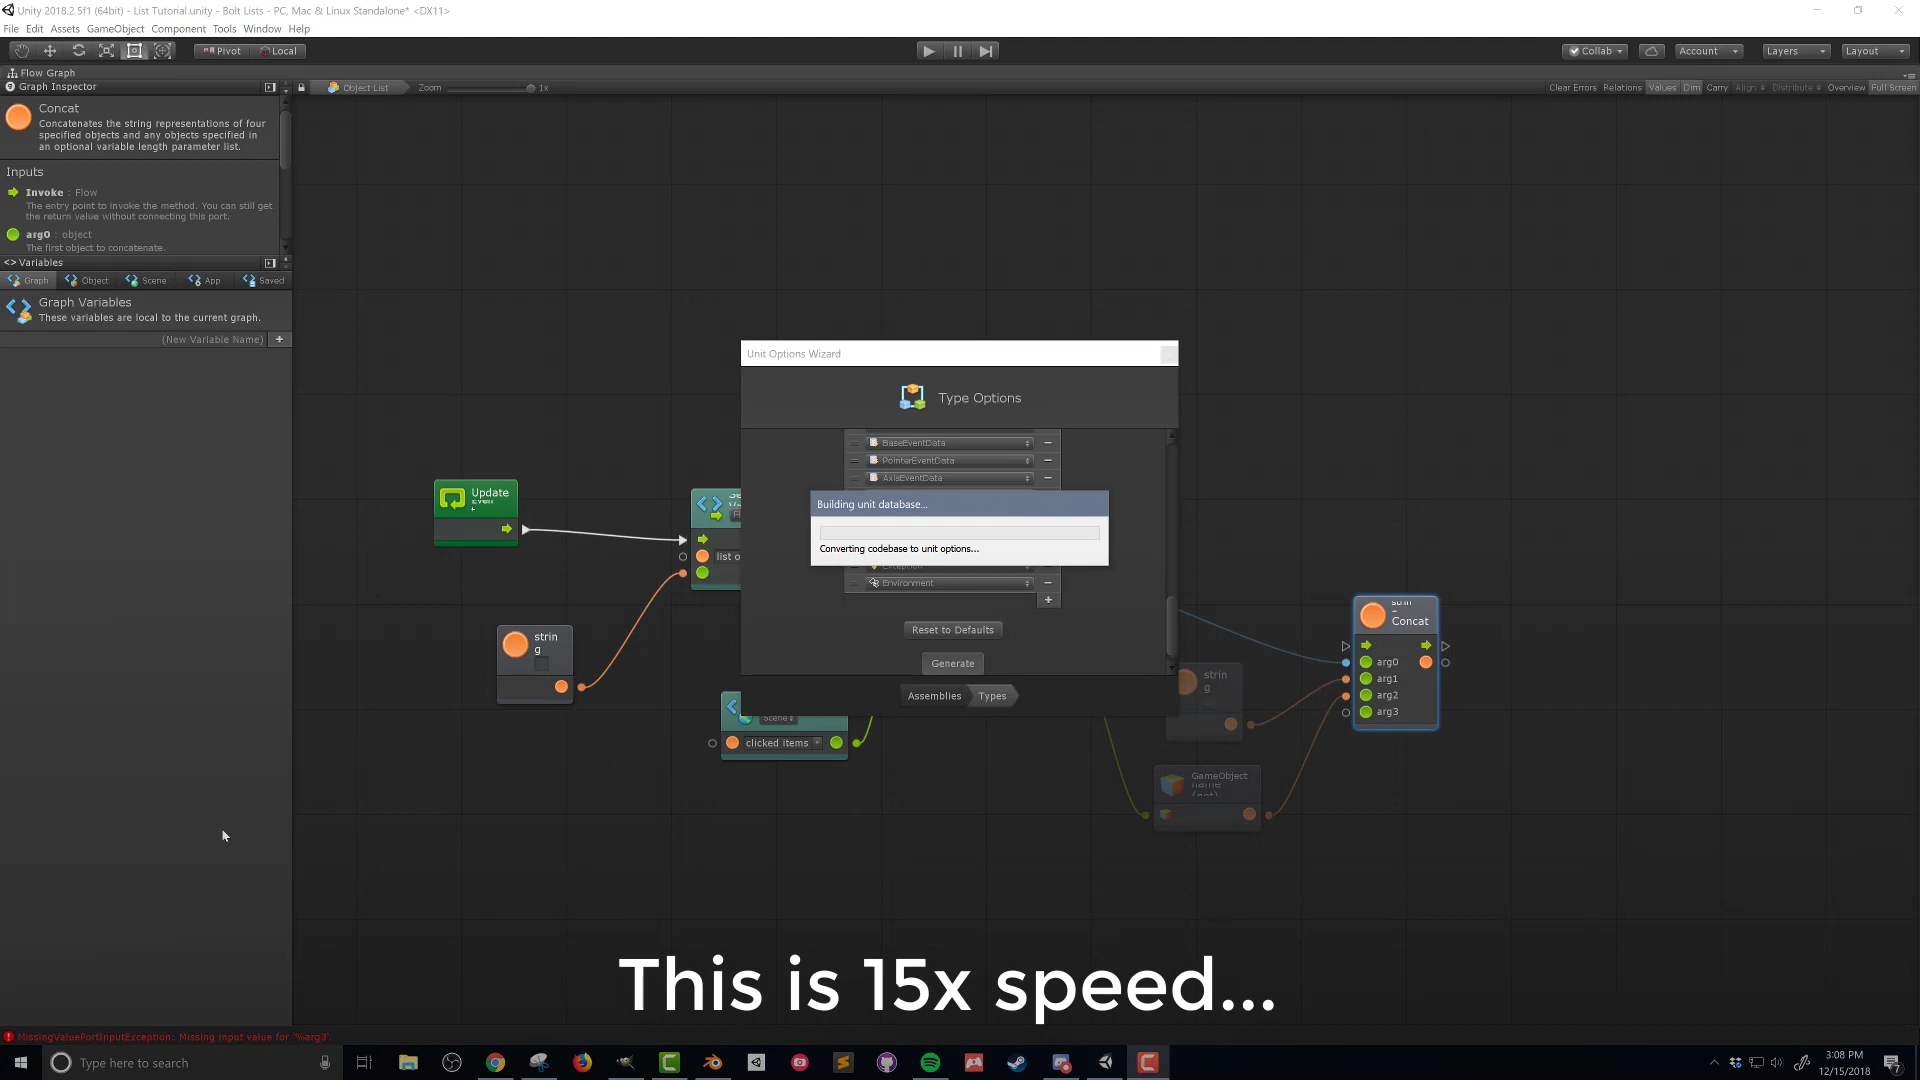 Unity 2018.2.5f1 (64bit) - List Tutorial.unity - Bolt Lists - PC, Mac & Linux Standalone* <DX11>
File Edit Assets GameObject Component Tools Window Help
Pivot Local Collab Account Layers Layout
Flow Graph
Graph Inspector
Object List Zoom 1x Clear Errors Relations Values Dim Carry Align Distribute Overview Full Screen
Concat
Concatenates the string representations of four
specified objects and any objects specified in
an optional variable length parameter list.
Inputs
Invoke : Flow
The entry point to invoke the method. You can still get
the return value without connecting this port.
arg0 : object
The first object to concatenate.
<> Variables
Graph Object Scene App Saved
Graph Variables
These variables are local to the current graph.
(New Variable Name) +
Unit Options Wizard
Type Options
BaseEventData
PointerEventData
AxisEventData
Building unit database...
Converting codebase to unit options...
Exception
Environment
Reset to Defaults
Generate
Assemblies Types
Update
Event
list o
strin
g
Scene
clicked items
strin
g
GameObject
name
(get)
strin
g
Concat
arg0
arg1
arg2
arg3
This is 15x speed...
MissingValuePortInputException: Missing input value for '%arg3'.
Type here to search
3:08 PM
12/15/2018
7